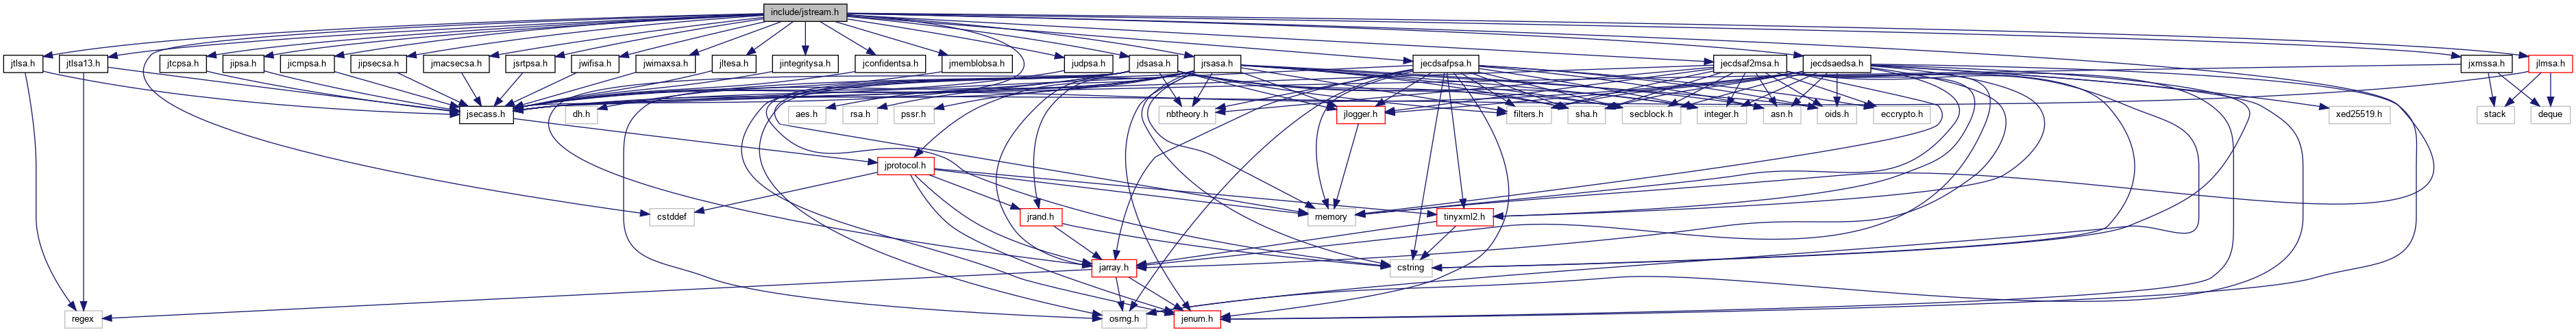 include/jstream.h
jtlsa.h
jtlsa13.h
jtcpsa.h
jipsa.h
jicmpsa.h
jipsecsa.h
jmacsecsa.h
jsrtpsa.h
jwifisa.h
jwimaxsa.h
jltesa.h
jintegritysa.h
jconfidentsa.h
jmemblobsa.h
judpsa.h
jdsasa.h
jrsasa.h
jecdsafpsa.h
jecdsaf2msa.h
jecdsaedsa.h
jxmssa.h
jlmsa.h
jsecass.h
dh.h
aes.h
rsa.h
pssr.h
nbtheory.h
jlogger.h
filters.h
sha.h
secblock.h
integer.h
asn.h
oids.h
eccrypto.h
xed25519.h
stack
deque
jprotocol.h
cstddef
jrand.h
memory
tinyxml2.h
jarray.h
cstring
regex
osrng.h
jenum.h